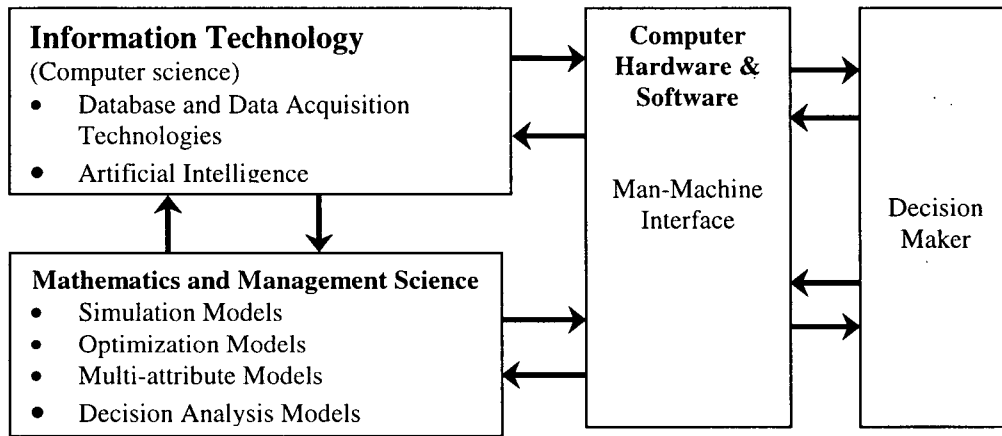 Information Technology
(Computer science)
• Database and Data Acquisition
Technologies
• Artificial Intelligence
Mathematics and Management Science
• Simulation Models
• Optimization Models
• Multi-attribute Models
• Decision Analysis Models
Computer
Hardware &
Software
Man-Machine
Interface
Decision
Maker